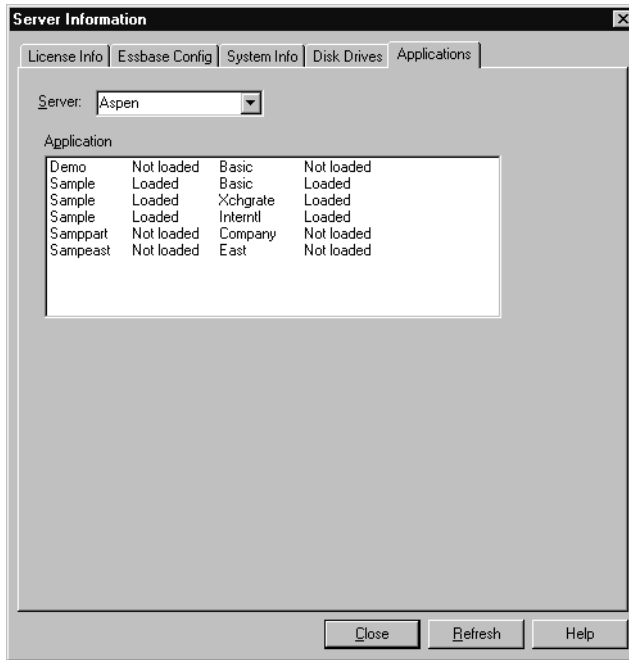 Server Information
License Info Essbase Config System Info Disk Drives Applications
Server: Aspen
Application
Demo Not loaded Basic Not loaded
Sample Loaded Basic Loaded
Sample Loaded Xchgrate Loaded
Sample Loaded Interntl Loaded
Samppart Not loaded Company Not loaded
Sampeast Not loaded East Not loaded
Close Refresh Help